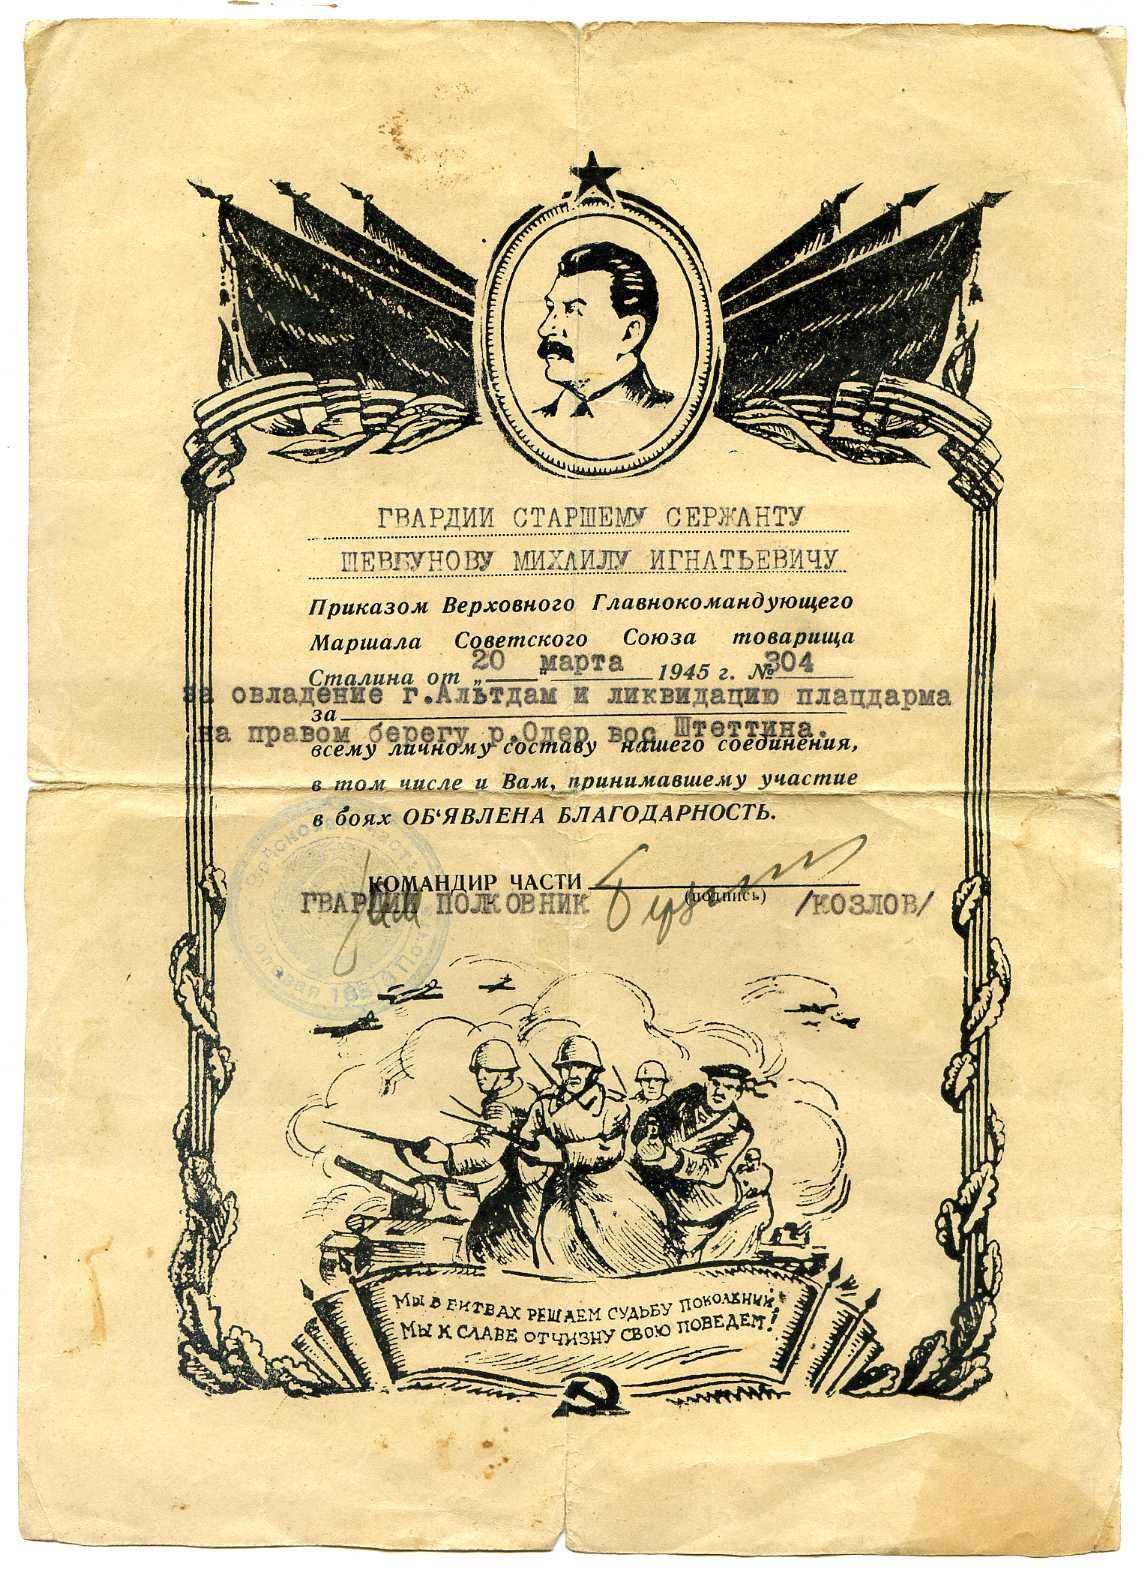 ГВАРДИИ СТАРШЕМУ СЕРЖАНТУ
ШЕВГУНОВУ МИХАИЛУ ИГНАТЬЕВИЧУ
Приказом Верховного Главнокомандующего
Маршала Советского Союза товарища
Сталина от „20" марта 1945 г. №304
за за овладение г.Альтдам и ликвидацию плацдарма
на правом берегу р.Одер вос Штеттина.
всему личному составу нашего соединения,
в том числе и Вам, принимавшему участие
в боях ОБ‘ЯВЛЕНА БЛАГОДАРНОСТЬ.
КОМАНДИР ЧАСТИ
(подпись)
ГВАРДИИ ПОЛКОВНИК /КОЗЛОВ/
МЫ В БИТВАХ РЕШАЕМ СУДЬБУ ПОКОЛЕНИЙ,
МЫ К СЛАВЕ ОТЧИЗНУ СВОЮ ПОВЕДЕМ!